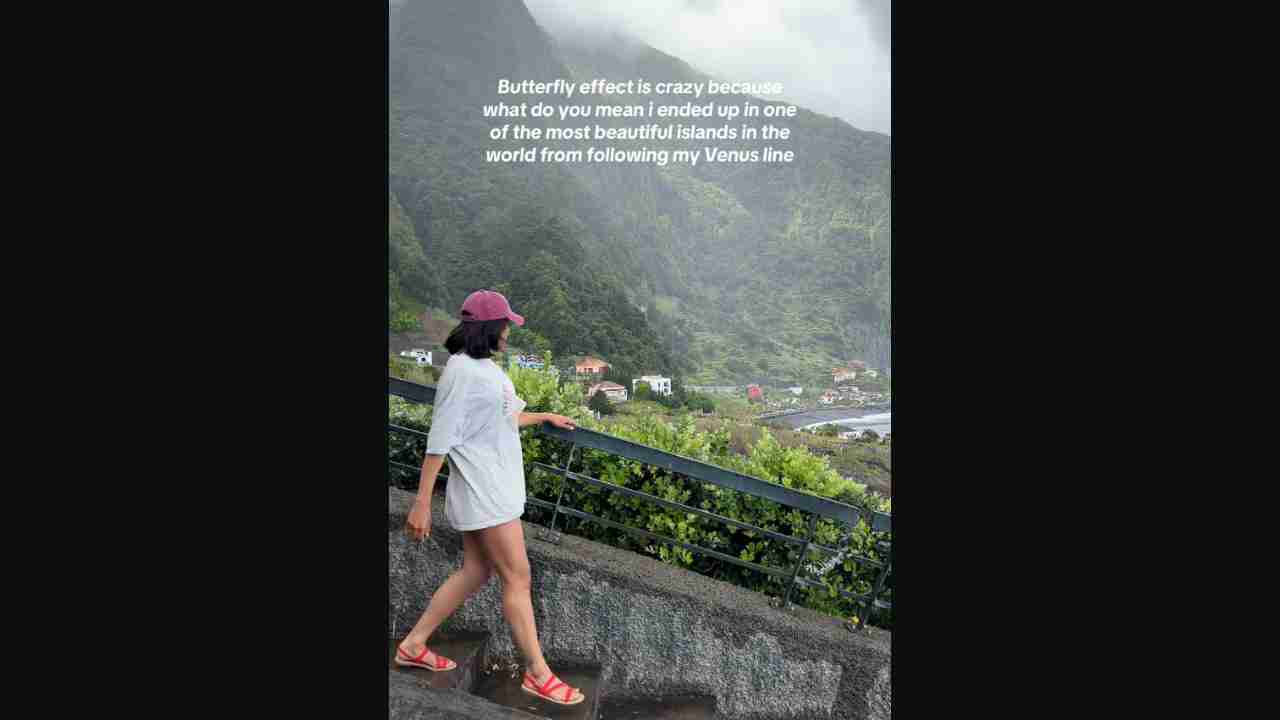 Butterfly effect is crazy because
what do you mean i ended up in one
of the most beautiful islands in the
world from following my Venus line